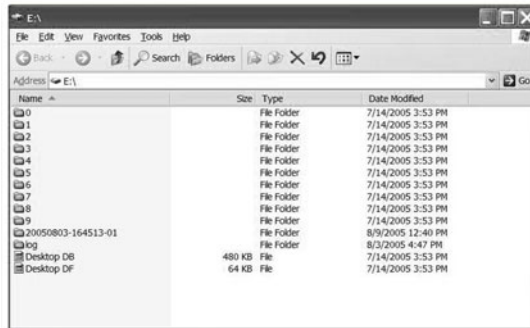 E:\
File Edit View Favorites Tools Help
Back Search Folders
Address E:\ Go
Name Size Type Date Modified
0 File Folder 7/14/2005 3:53 PM
1 File Folder 7/14/2005 3:53 PM
2 File Folder 7/14/2005 3:53 PM
3 File Folder 7/14/2005 3:53 PM
4 File Folder 7/14/2005 3:53 PM
5 File Folder 7/14/2005 3:53 PM
6 File Folder 7/14/2005 3:53 PM
7 File Folder 7/14/2005 3:53 PM
8 File Folder 7/14/2005 3:53 PM
9 File Folder 7/14/2005 3:53 PM
20050803-164513-01 File Folder 8/9/2005 12:40 PM
log File Folder 8/3/2005 4:47 PM
Desktop DB 480 KB File 7/14/2005 3:53 PM
Desktop DF 64 KB File 7/14/2005 3:53 PM